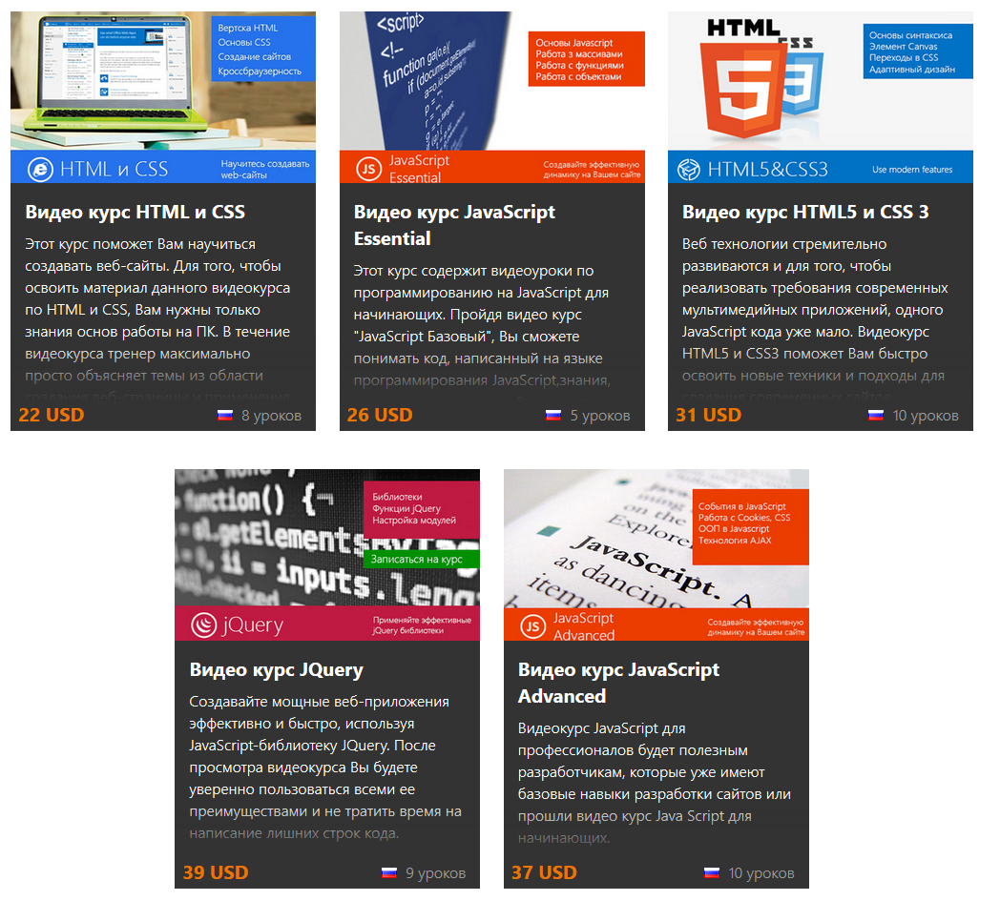 Вертска HTML
Основы CSS
Создание сайтов
Кроссбраузерность
HTML и CSS
Научитесь создавать
web-сайты
Видео курс HTML и CSS
Этот курс поможет Вам научиться
создавать веб-сайты. Для того, чтобы
освоить материал данного видеокурса
по HTML и CSS, Вам нужны только
знания основ работы на ПК. В течение
видеокурса тренер максимально
просто объясняет темы из области
создание веб-страницы и применения
22 USD
8 уроков
<script>
<!--
function ga(o,e){
if (document.getElement
a=o.id.substring
p =
r =
g =
Основы Javascript
Работа з массивами
Работа с функциями
Работа с объектами
JS
JavaScript
Essential
Создавайте эффективную
динамику на Вашем сайте
Видео курс JavaScript
Essential
Этот курс содержит видеоуроки по
программированию на JavaScript для
начинающих. Пройдя видео курс
"JavaScript Базовый", Вы сможете
понимать код, написанный на языке
программирования JavaScript,знания,
26 USD
5 уроков
HTML
CSS
5
3
Основы синтаксиса
Элемент Canvas
Переходы в CSS
Адаптивный дизайн
HTML5&CSS3
Use modern features
Видео курс HTML5 и CSS 3
Веб технологии стремительно
развиваются и для того, чтобы
реализовать требования современных
мультимедийных приложений, одного
JavaScript кода уже мало. Видеокурс
HTML5 и CSS3 поможет Вам быстро
освоить новые техники и подходы для
создания современных сайтов
31 USD
10 уроков
function() {
.getElements
= 0, ii = inputs.leng
.checked
Библиотеки
Функции jQuery
Настройка модулей
Записаться на курс
jQuery
Применяйте эффективные
jQuery библиотеки
Видео курс JQuery
Создавайте мощные веб-приложения
эффективно и быстро, используя
JavaScript-библиотеку JQuery. После
просмотра видеокурса Вы будете
уверенно пользоваться всеми ее
преимуществами и не тратить время на
написание лишних строк кода.
39 USD
9 уроков
on the
Explorer
JavaScript. A
as dancing
items
События в JavaScript
Работа с Cookies, CSS
ООП в Javascript
Технология AJAX
JS
JavaScript
Advanced
Создавайте эффективную
динамику на Вашем сайте
Видео курс JavaScript
Advanced
Видеокурс JavaScript для
профессионалов будет полезным
разработчикам, которые уже имеют
базовые навыки разработки сайтов или
прошли видео курс Java Script для
начинающих.
37 USD
10 уроков